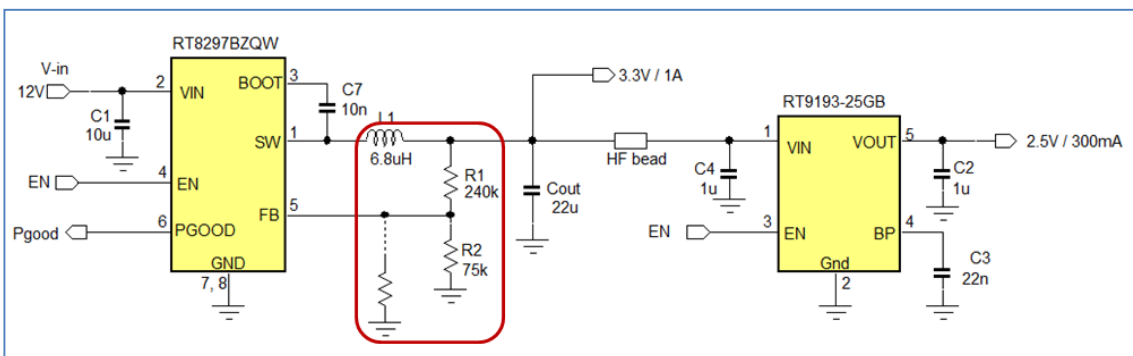 RT8297BZQW
V-in
12V
2
VIN
BOOT
3
C7
10n
C1
10u
SW
1
L1
6.8uH
EN
4
EN
FB
5
R1
240k
Pgood
6
PGOOD
R2
75k
GND
7, 8
3.3V / 1A
Cout
22u
HF bead
C4
1u
RT9193-25GB
1
VIN
VOUT
5
2.5V / 300mA
C2
1u
EN
3
EN
BP
4
C3
22n
Gnd
2